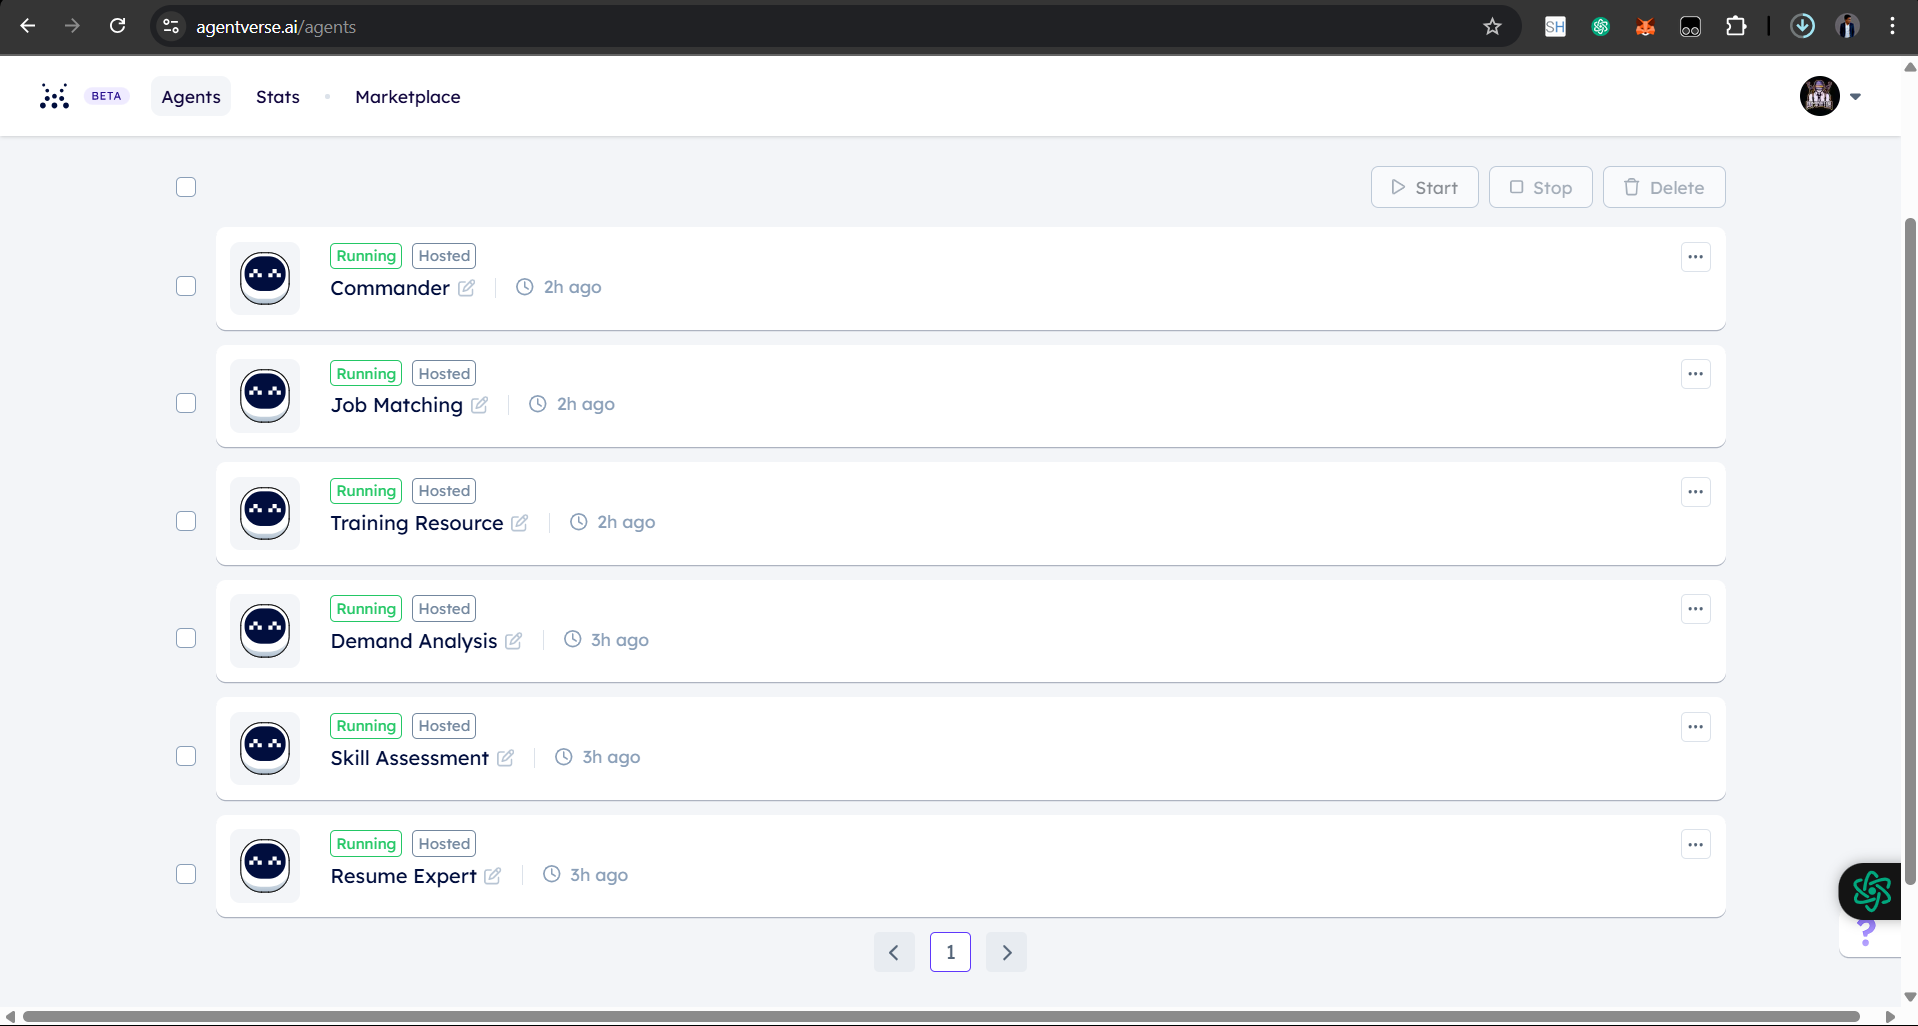 agentverse.ai/agents
SH
BETA Agents Stats Marketplace
Start Stop Delete
Running Hosted
Commander 2h ago
Running Hosted
Job Matching 2h ago
Running Hosted
Training Resource 2h ago
Running Hosted
Demand Analysis 3h ago
Running Hosted
Skill Assessment 3h ago
Running Hosted
Resume Expert 3h ago
?
1